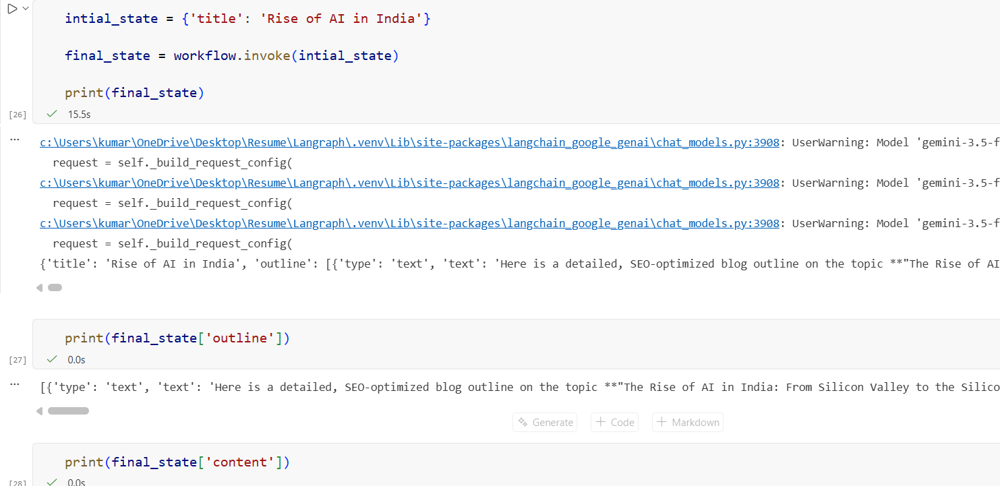 intial_state = {'title': 'Rise of AI in India'}
final_state = workflow.invoke(intial_state)
print(final_state)
[26]
15.5s
...
c:\Users\kumar\OneDrive\Desktop\Resume\Langraph\.venv\Lib\site-packages\langchain_google_genai\chat_models.py:3908: UserWarning: Model 'gemini-3.5-f
request = self._build_request_config(
c:\Users\kumar\OneDrive\Desktop\Resume\Langraph\.venv\Lib\site-packages\langchain_google_genai\chat_models.py:3908: UserWarning: Model 'gemini-3.5-f
request = self._build_request_config(
c:\Users\kumar\OneDrive\Desktop\Resume\Langraph\.venv\Lib\site-packages\langchain_google_genai\chat_models.py:3908: UserWarning: Model 'gemini-3.5-f
request = self._build_request_config(
{'title': 'Rise of AI in India', 'outline': [{'type': 'text', 'text': 'Here is a detailed, SEO-optimized blog outline on the topic **"The Rise of AI
print(final_state['outline'])
[27]
0.0s
...
[{'type': 'text', 'text': 'Here is a detailed, SEO-optimized blog outline on the topic **"The Rise of AI in India: From Silicon Valley to the Silico
Generate
Code
Markdown
print(final_state['content'])
[28]
0.0s